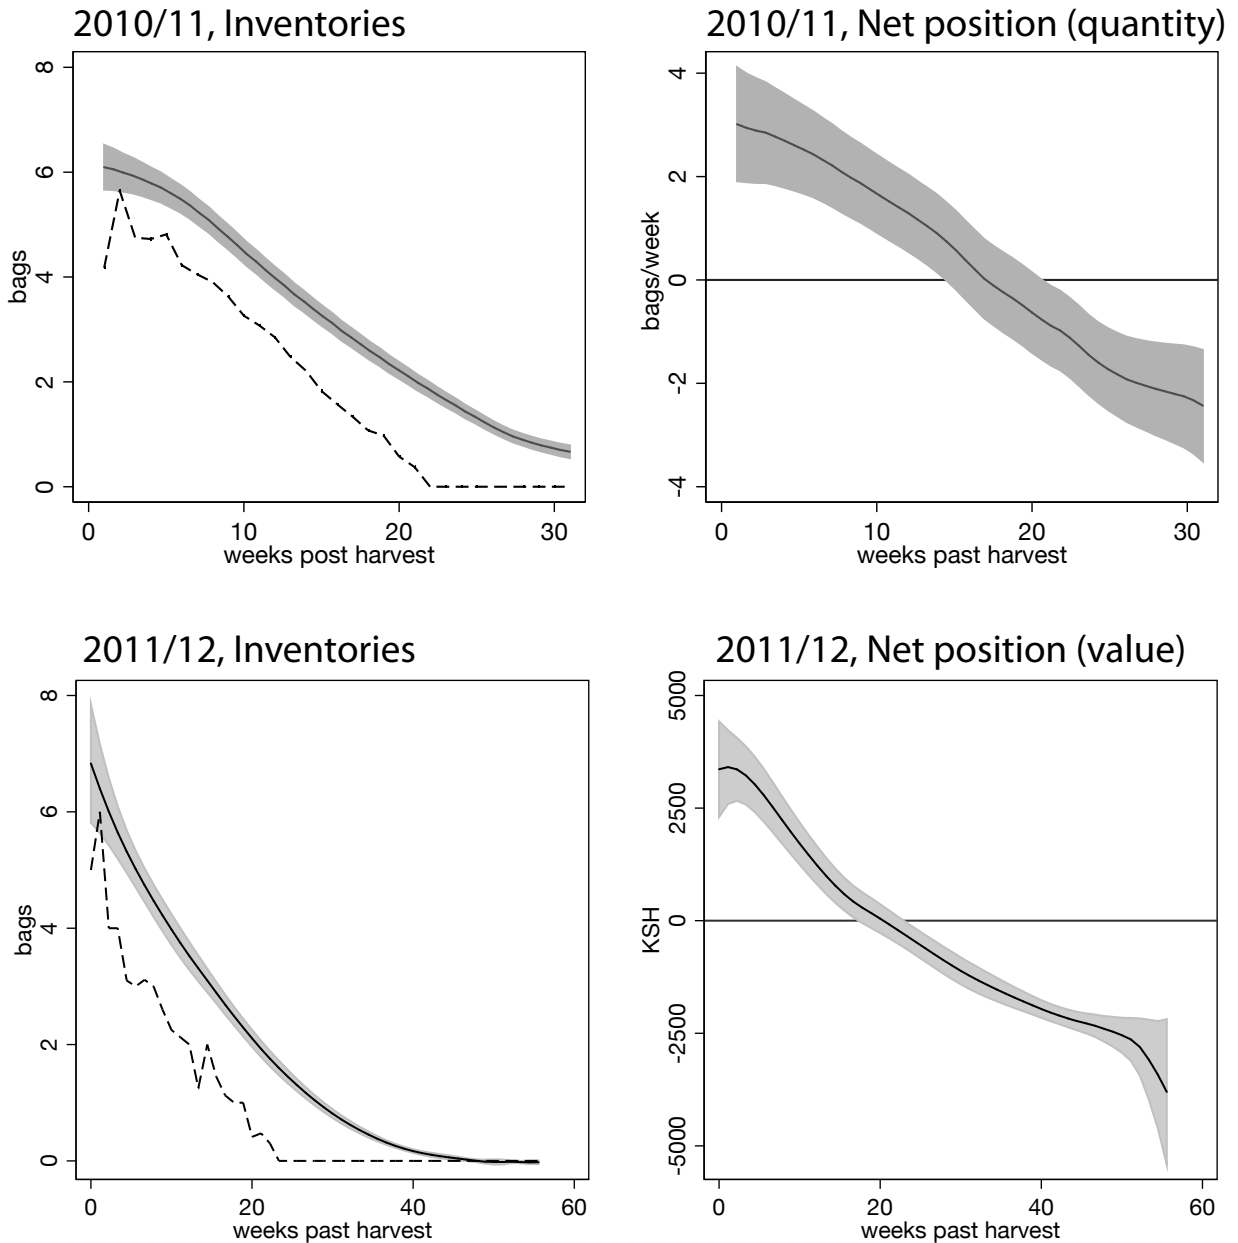 2010/11, Inventories
8
6
4
2
0
bags
0 10 20 30
weeks post harvest
2010/11, Net position (quantity)
4
2
0
-2
-4
bags/week
0 10 20 30
weeks past harvest
2011/12, Inventories
8
6
4
2
0
bags
0 20 40 60
weeks past harvest
2011/12, Net position (value)
5000
2500
0
-2500
-5000
KSH
0 20 40 60
weeks past harvest